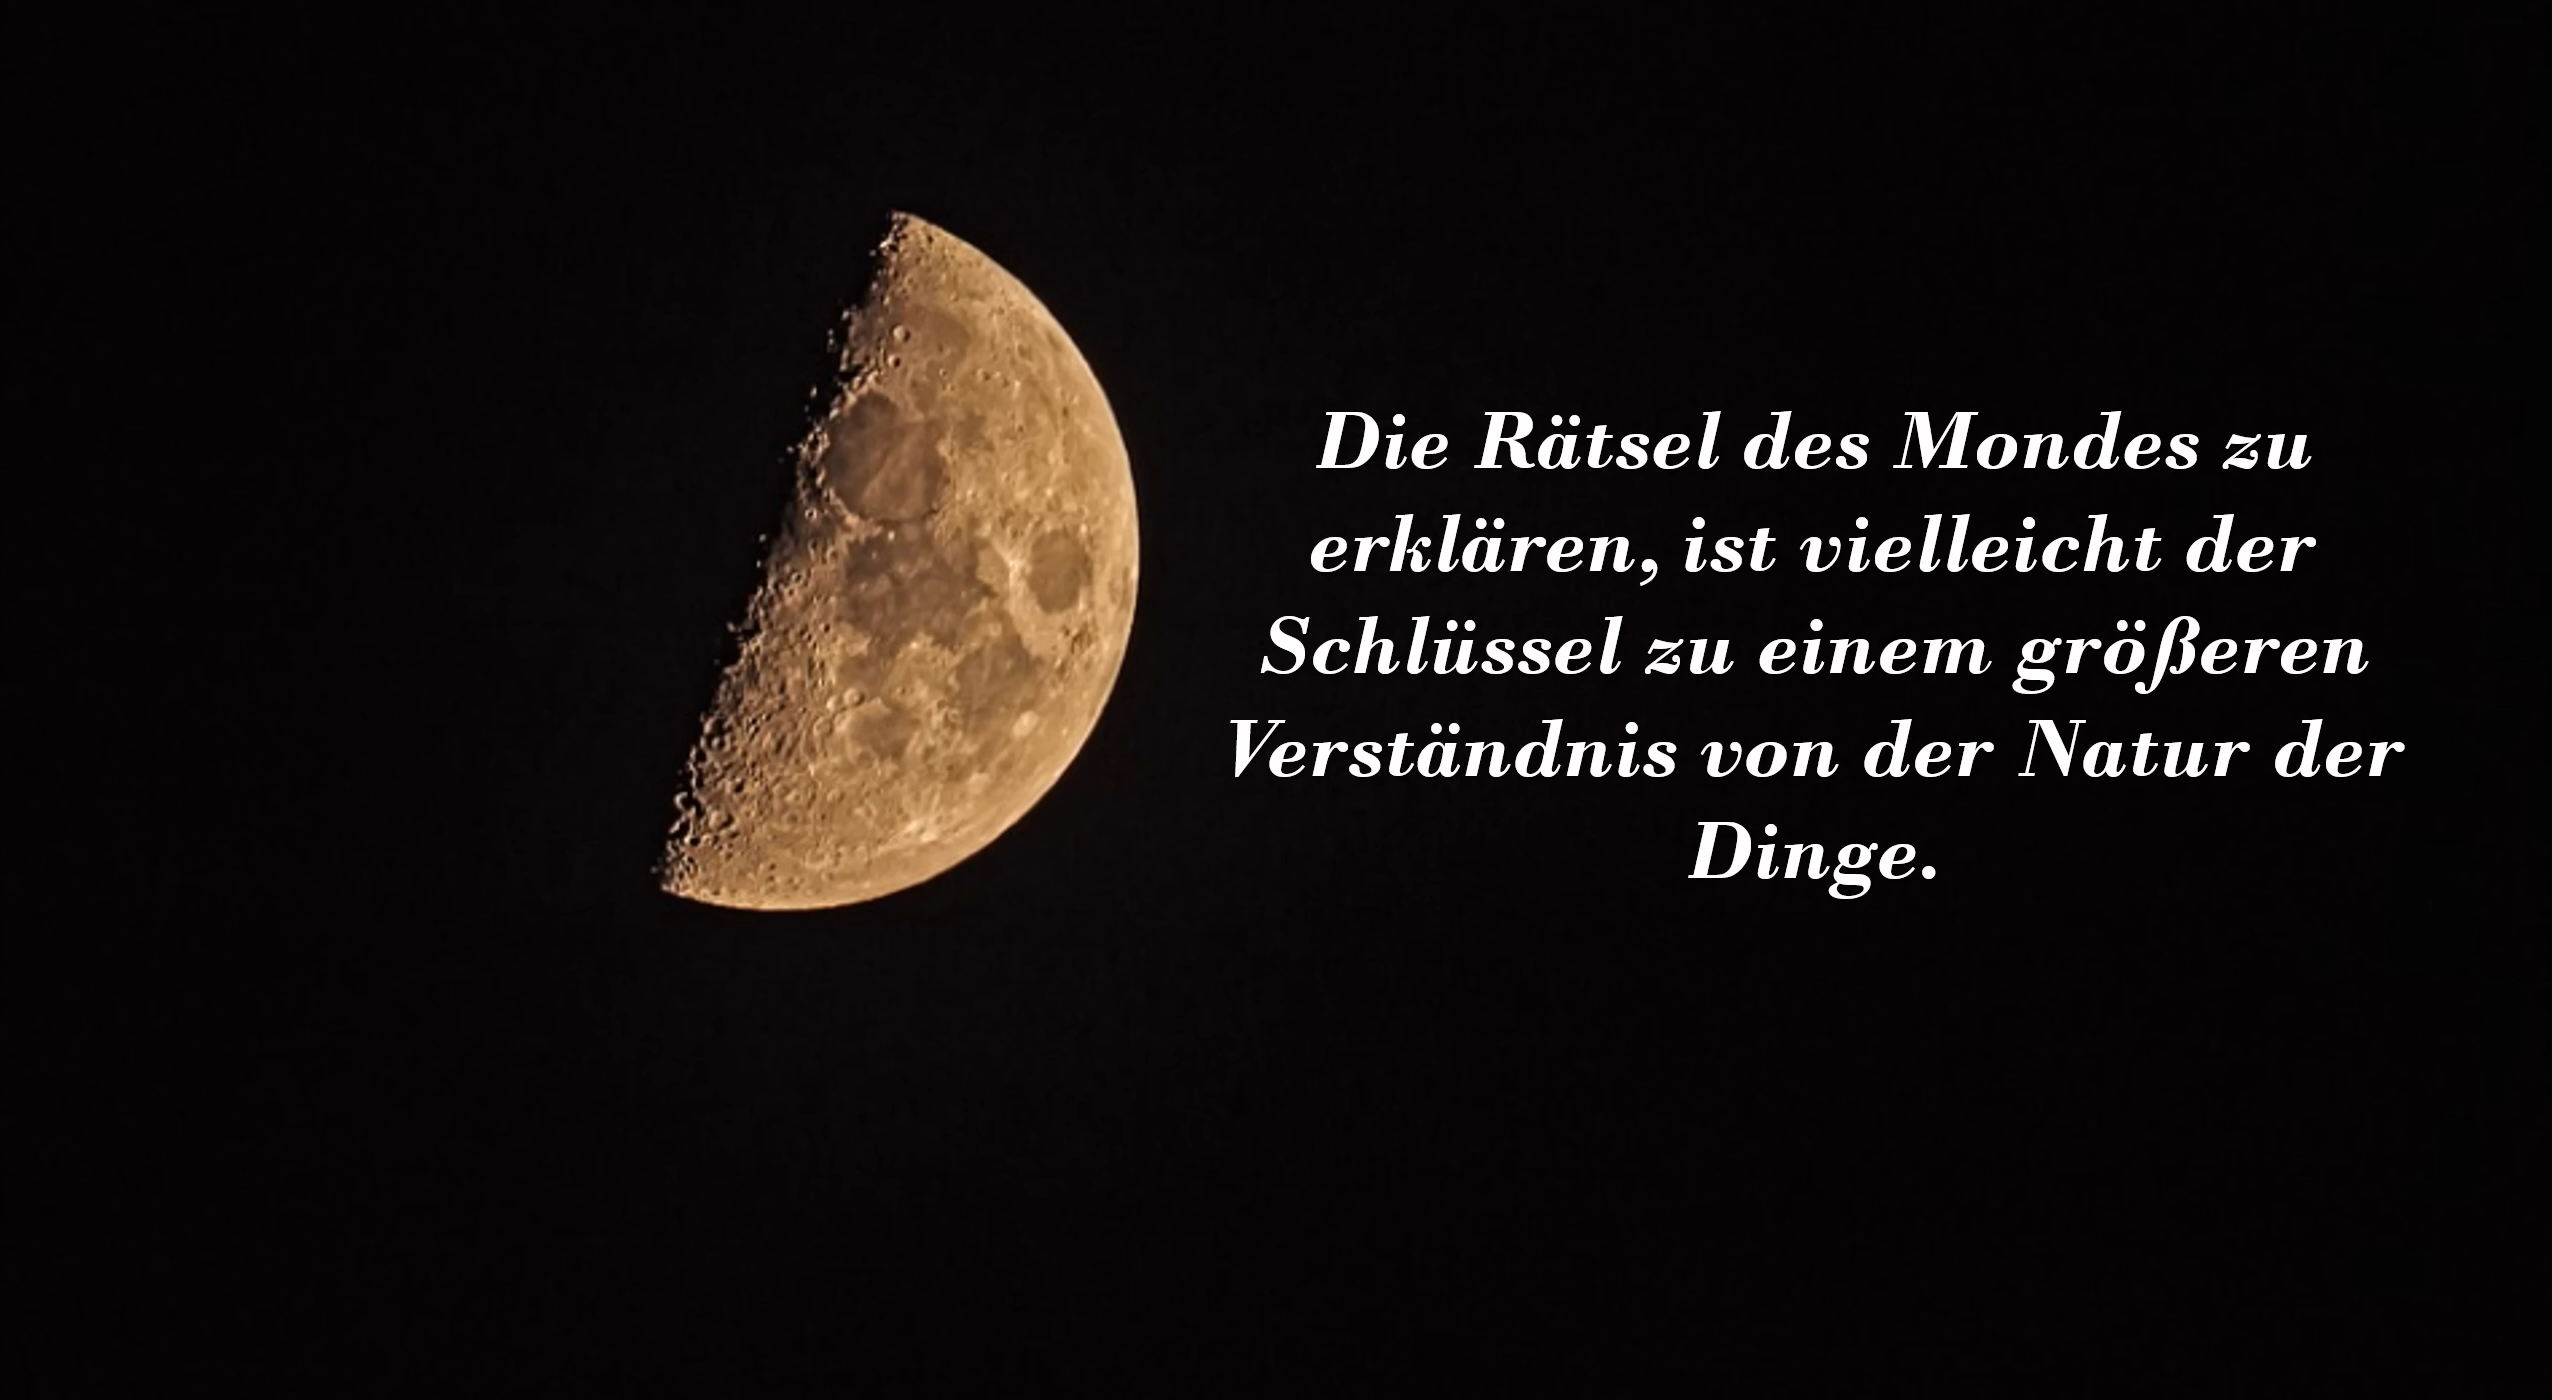 Die Rätsel des Mondes zu
erklären, ist vielleicht der
Schlüssel zu einem größeren
Verständnis von der Natur der
Dinge.